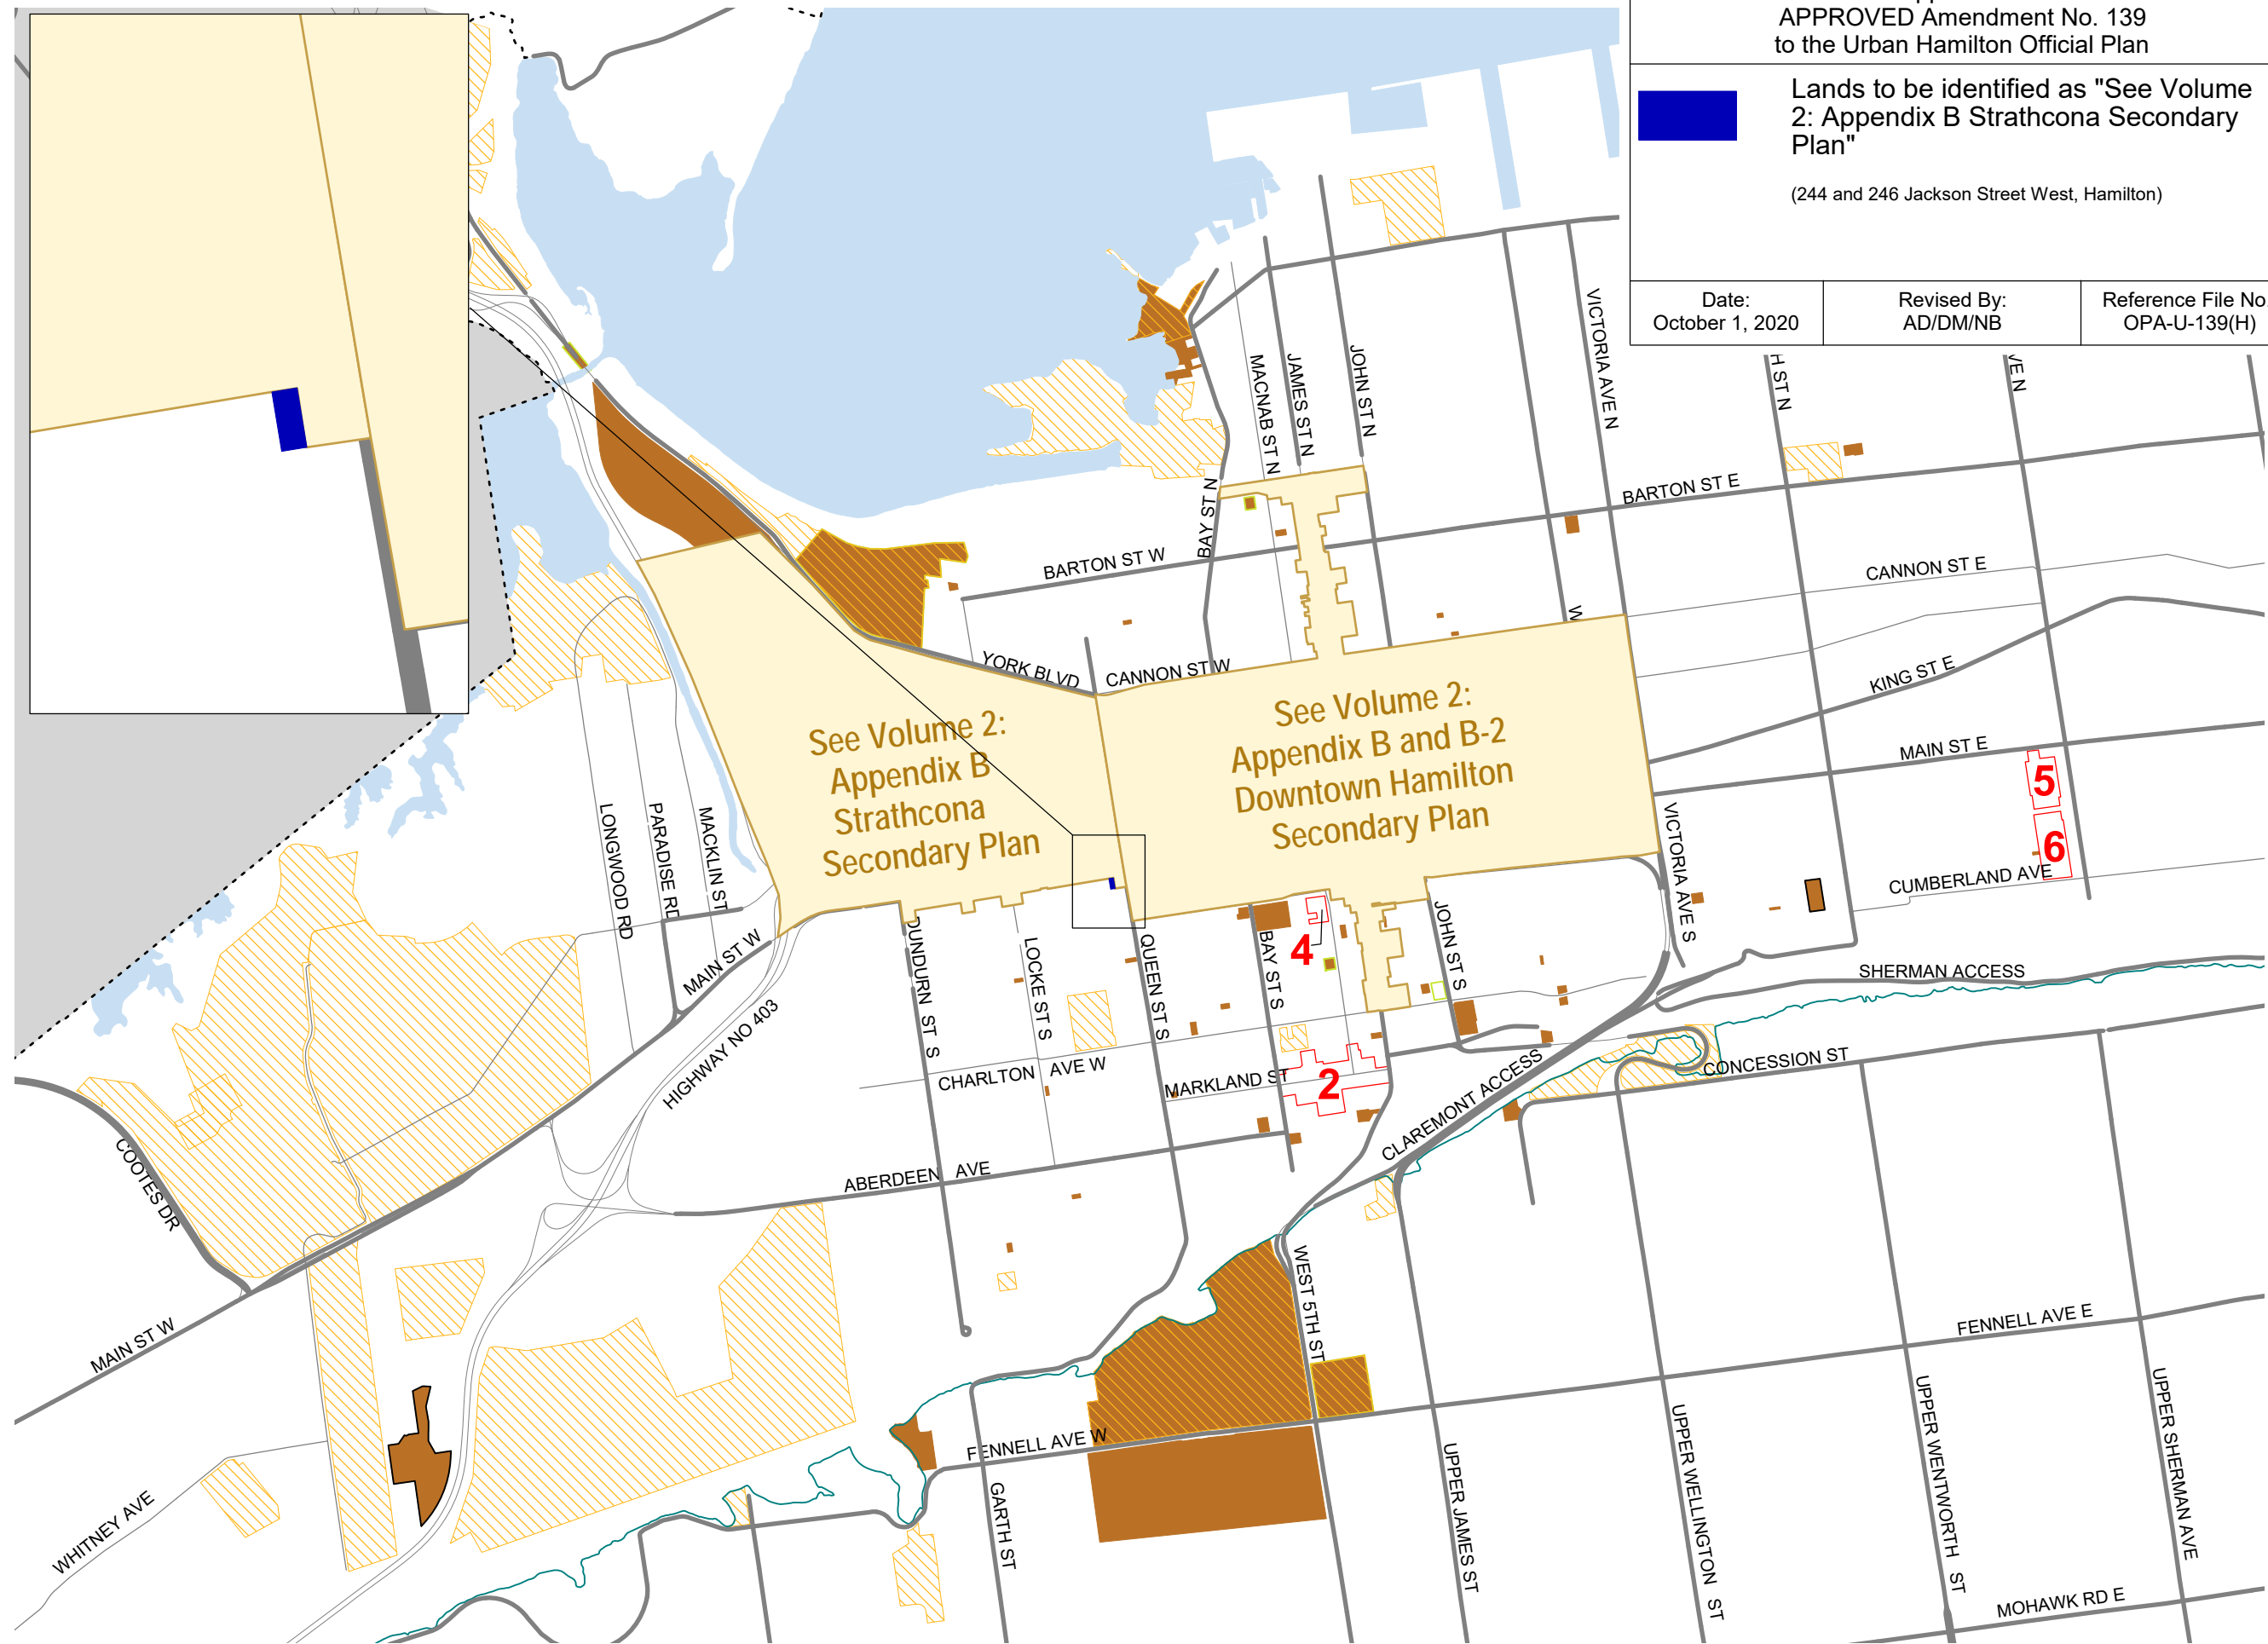 APPROVED Amendment No. 139
to the Urban Hamilton Official Plan
Lands to be identified as "See Volume
2: Appendix B Strathcona Secondary
Plan"
(244 and 246 Jackson Street West, Hamilton)
Date:
October 1, 2020
Revised By:
AD/DM/NB
Reference File No
OPA-U-139(H)
VICTORIA AVE N
MACNAB ST N
JAMES ST N
JOHN ST N
H ST N
VE N
BAY ST N
BARTON ST E
BARTON ST W
CANNON ST E
W
YORK BLVD
CANNON ST W
KING ST E
MAIN ST E
See Volume 2:
Appendix B
Strathcona
Secondary Plan
See Volume 2:
Appendix B and B-2
Downtown Hamilton
Secondary Plan
5
6
LONGWOOD RD
PARADISE RD
MACKLIN ST
VICTORIA AVE S
CUMBERLAND AVE
MAIN ST W
DUNDURN ST S
LOCKE ST S
QUEEN ST S
BAY ST S
4
JOHN ST S
SHERMAN ACCESS
HIGHWAY NO 403
CHARLTON AVE W
MARKLAND ST
2
CLAREMONT ACCESS
CONCESSION ST
COOTES DR
ABERDEEN AVE
WEST 5TH ST
MAIN ST W
FENNELL AVE E
FENNELL AVE W
UPPER JAMES ST
UPPER WELLINGTON ST
UPPER WENTWORTH ST
UPPER SHERMAN AVE
WHITNEY AVE
GARTH ST
MOHAWK RD E